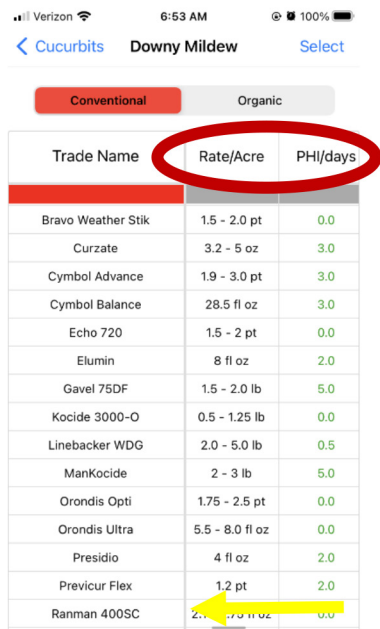 Verizon 6:53 AM 100%
Cucurbits Downy Mildew Select
Conventional Organic
Trade Name Rate/Acre PHI/days
Bravo Weather Stik 1.5 - 2.0 pt 0.0
Curzate 3.2 - 5 oz 3.0
Cymbol Advance 1.9 - 3.0 pt 3.0
Cymbol Balance 28.5 fl oz 3.0
Echo 720 1.5 - 2 pt 0.0
Elumin 8 fl oz 2.0
Gavel 75DF 1.5 - 2.0 lb 5.0
Kocide 3000-O 0.5 - 1.25 lb 0.0
Linebacker WDG 2.0 - 5.0 lb 0.5
ManKocide 2 - 3 lb 5.0
Orondis Opti 1.75 - 2.5 pt 0.0
Orondis Ultra 5.5 - 8.0 fl oz 0.0
Presidio 4 fl oz 2.0
Previcur Flex 1.2 pt 2.0
Ranman 400SC fl oz 0.0